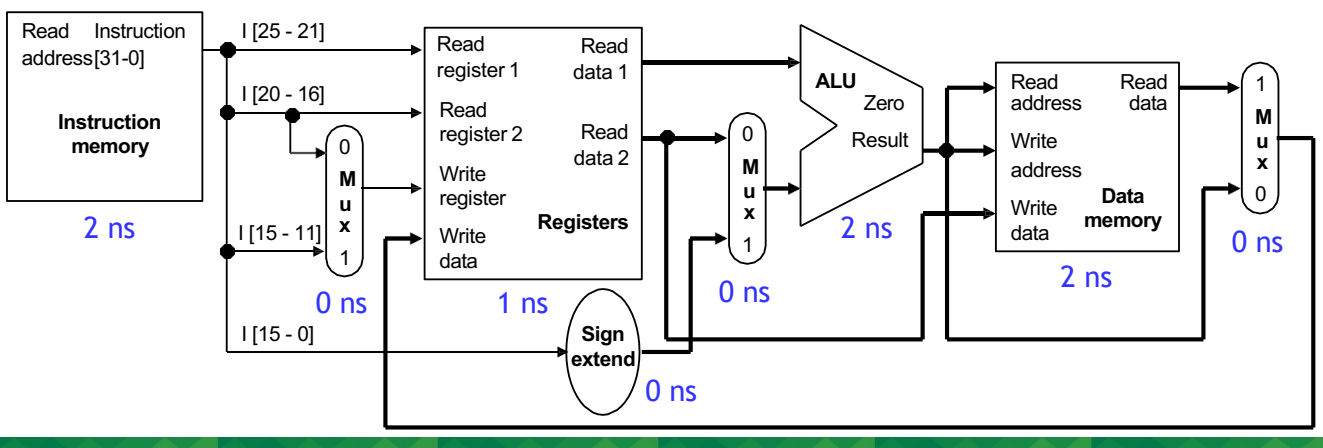 Read Instruction
address[31-0]
Instruction
memory
2 ns
I [25 - 21]
I [20 - 16]
I [15 - 11]
I [15 - 0]
0
M
u
x
1
0 ns
Read
register 1
Read
data 1
Read
register 2
Read
data 2
Write
register
Registers
Write
data
1 ns
Sign
extend
0 ns
0
M
u
x
1
0 ns
ALU
Zero
Result
2 ns
Read
address
Read
data
Write
address
Write
data
Data
memory
2 ns
1
M
u
x
0
0 ns